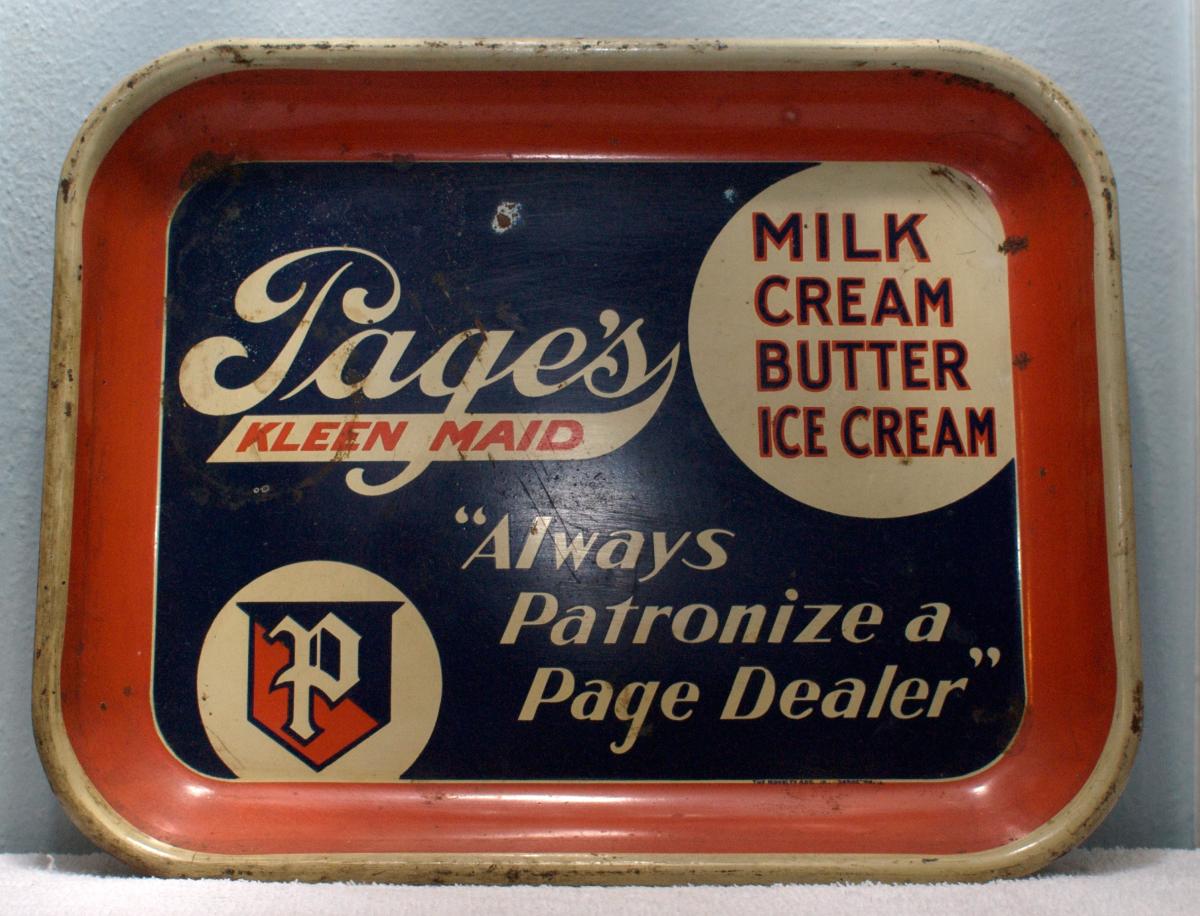 Page's
KLEEN MAID
MILK
CREAM
BUTTER
ICE CREAM
"Always
Patronize a
Page Dealer"
P